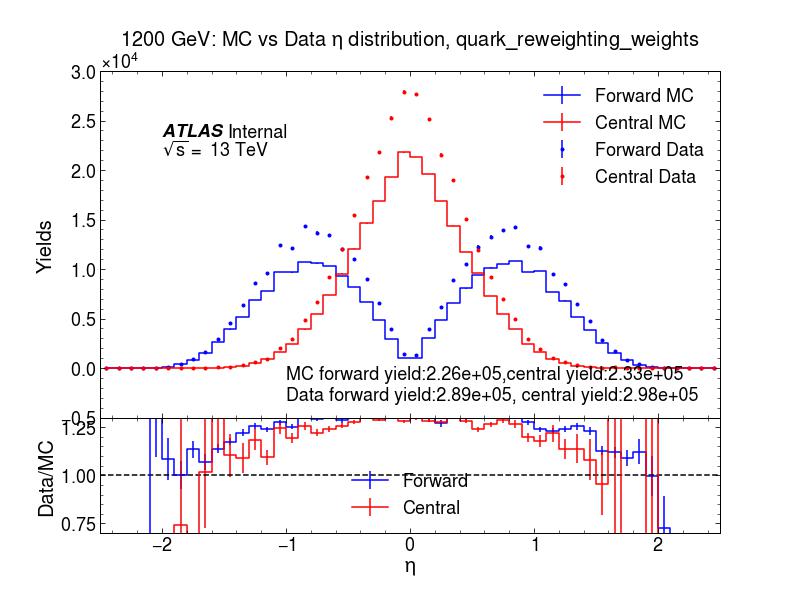 1200 GeV: MC vs Data η distribution, quark_reweighting_weights
×10⁴
3.0
2.5
2.0
1.5
1.0
0.5
0.0
Yields
ATLAS Internal
√s = 13 TeV
Forward MC
Central MC
Forward Data
Central Data
MC forward yield:2.26e+05,central yield:2.33e+05
Data forward yield:2.89e+05, central yield:2.98e+05
1.25
1.00
0.75
Data/MC
Forward
Central
−2 −1 0 1 2
η